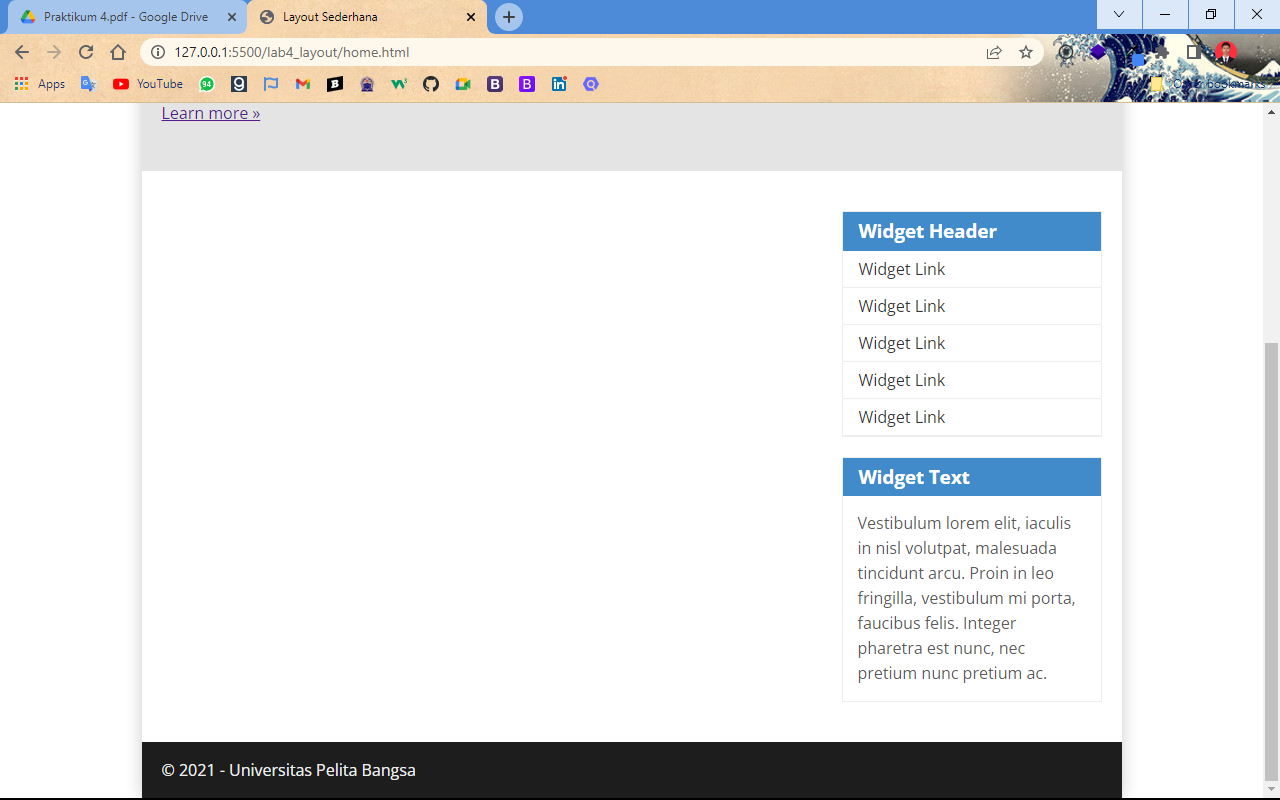 Praktikum 4.pdf - Google Drive
Layout Sederhana
127.0.0.1:5500/lab4_layout/home.html
Apps
YouTube
94
Other bookmarks
Learn more »
Widget Header
Widget Link
Widget Link
Widget Link
Widget Link
Widget Link
Widget Text
Vestibulum lorem elit, iaculis
in nisl volutpat, malesuada
tincidunt arcu. Proin in leo
fringilla, vestibulum mi porta,
faucibus felis. Integer
pharetra est nunc, nec
pretium nunc pretium ac.
© 2021 - Universitas Pelita Bangsa